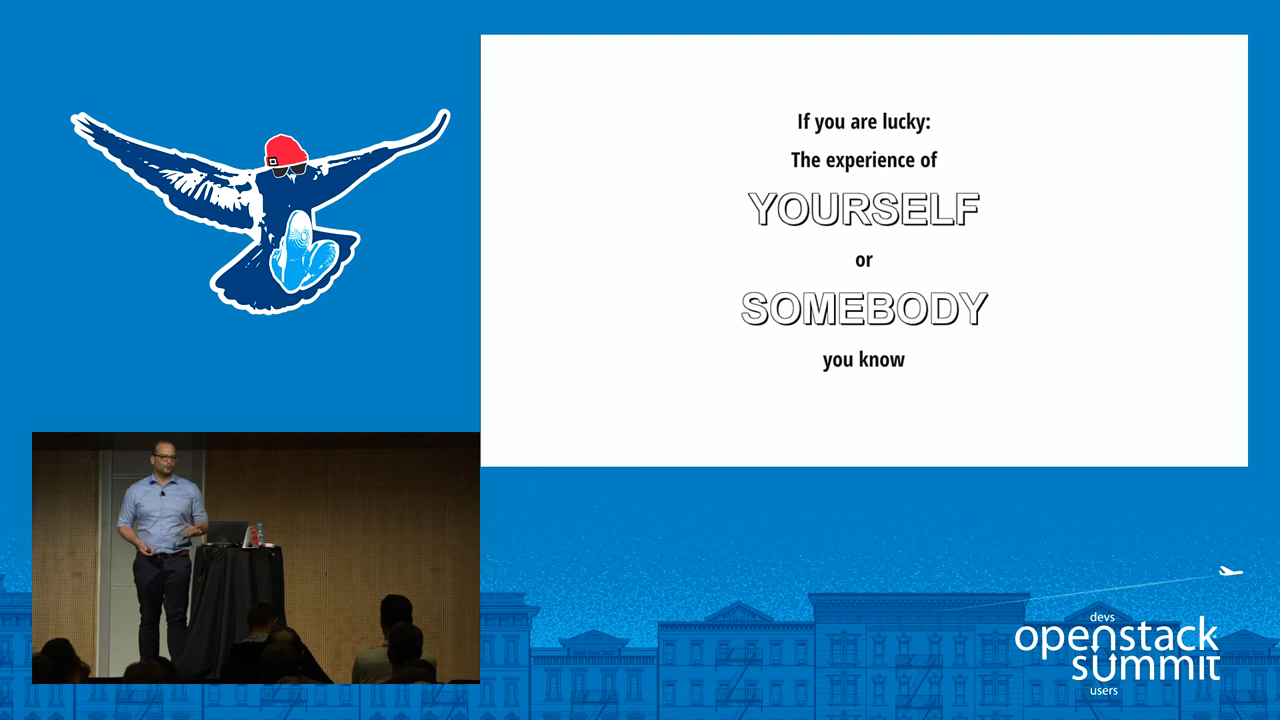 If you are lucky:
The experience of
YOURSELF
or
SOMEBODY
you know
devs
openstack
summit
users